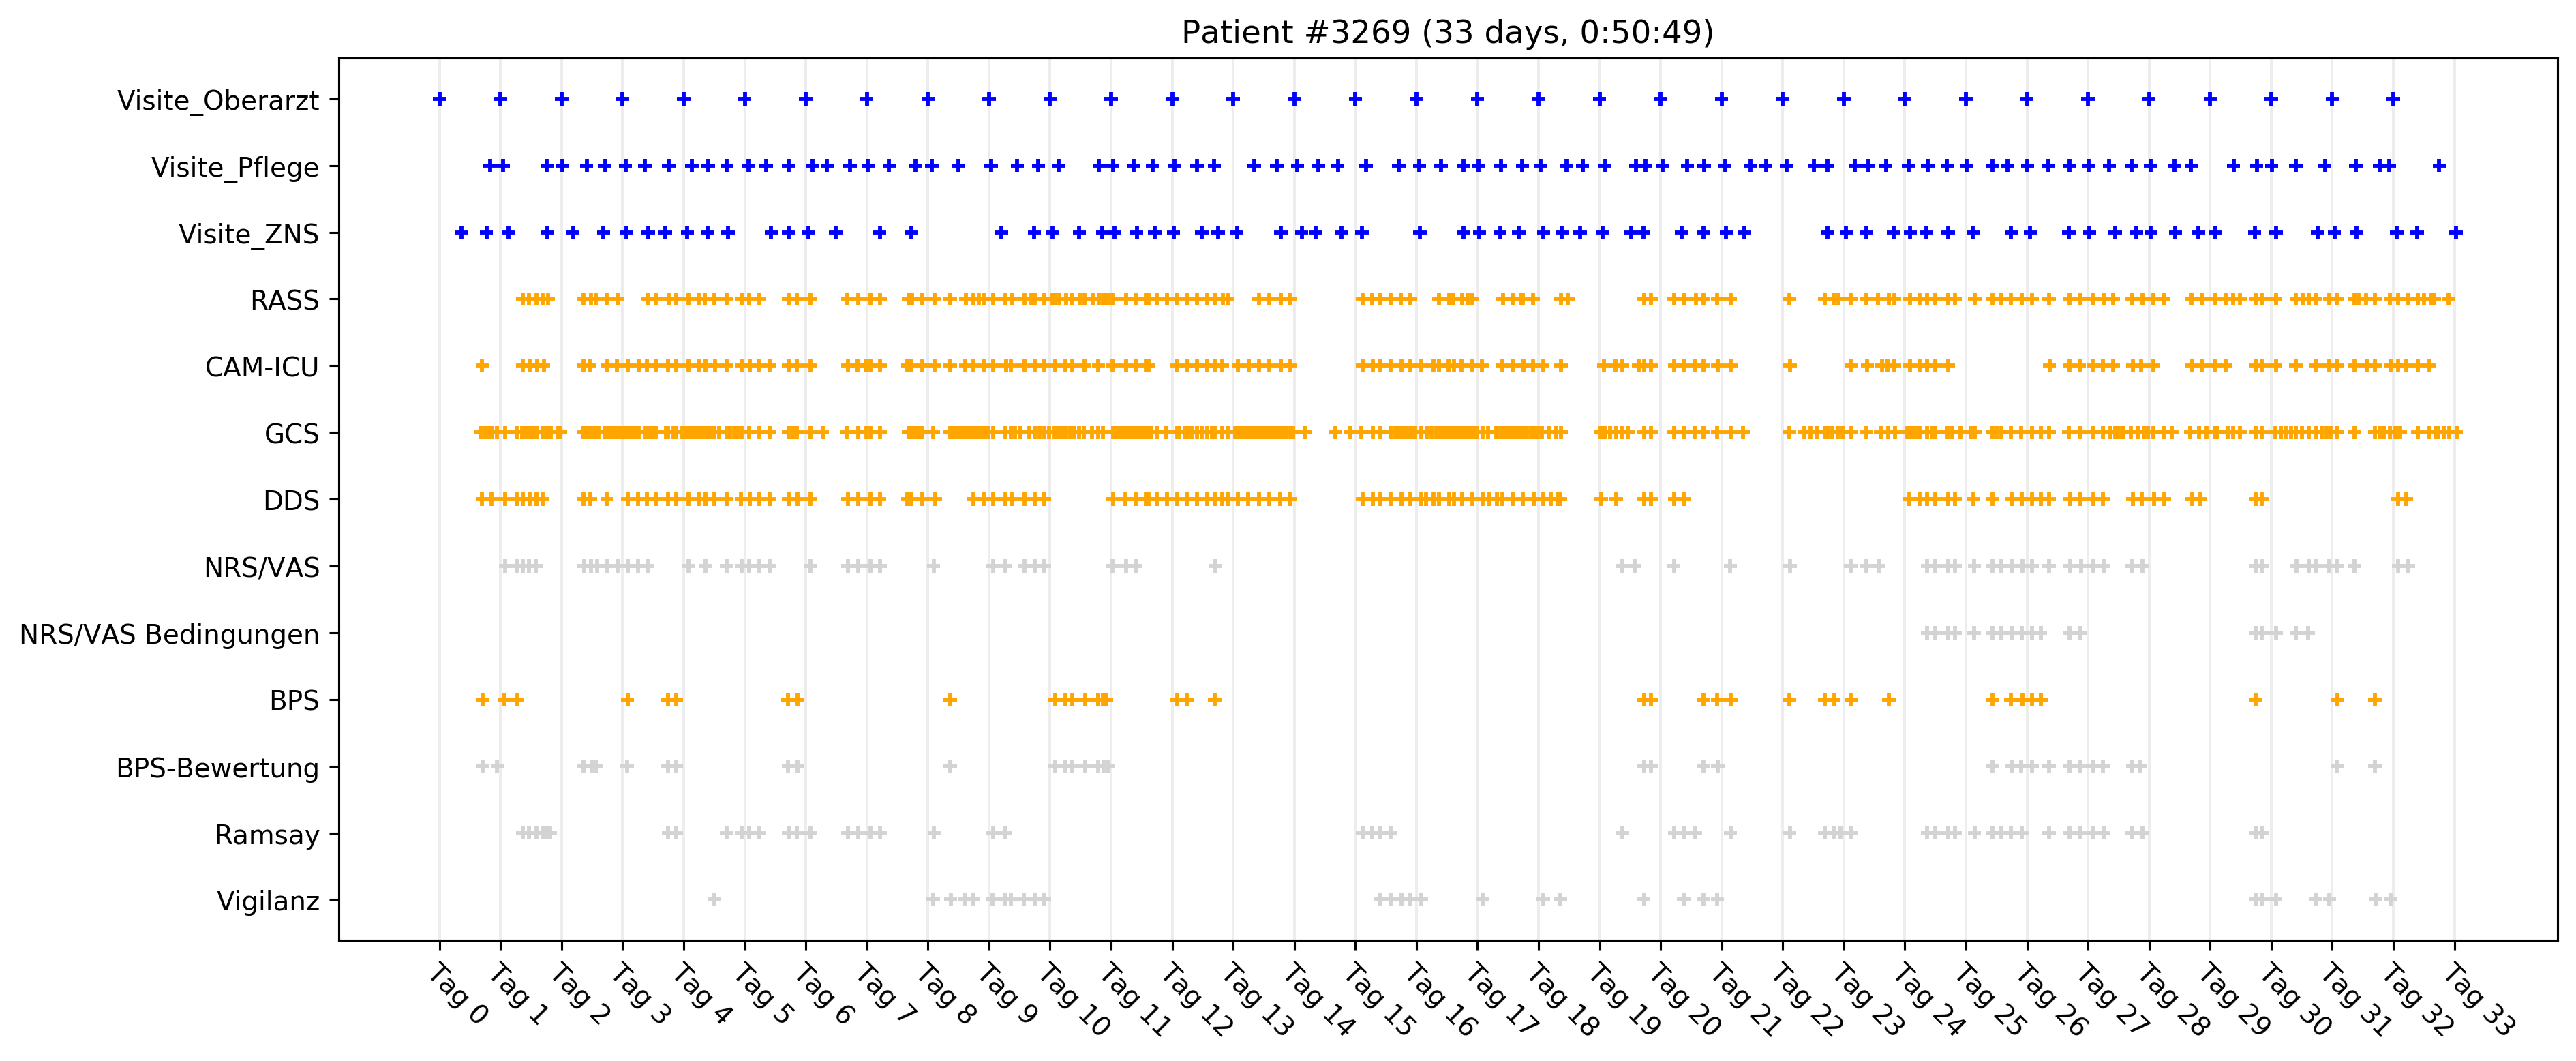 Patient #3269 (33 days, 0:50:49)
Visite_Oberarzt
Visite_Pflege
Visite_ZNS
RASS
CAM-ICU
GCS
DDS
NRS/VAS
NRS/VAS Bedingungen
BPS
BPS-Bewertung
Ramsay
Vigilanz
Tag 0
Tag 1
Tag 2
Tag 3
Tag 4
Tag 5
Tag 6
Tag 7
Tag 8
Tag 9
Tag 10
Tag 11
Tag 12
Tag 13
Tag 14
Tag 15
Tag 16
Tag 17
Tag 18
Tag 19
Tag 20
Tag 21
Tag 22
Tag 23
Tag 24
Tag 25
Tag 26
Tag 27
Tag 28
Tag 29
Tag 30
Tag 31
Tag 32
Tag 33